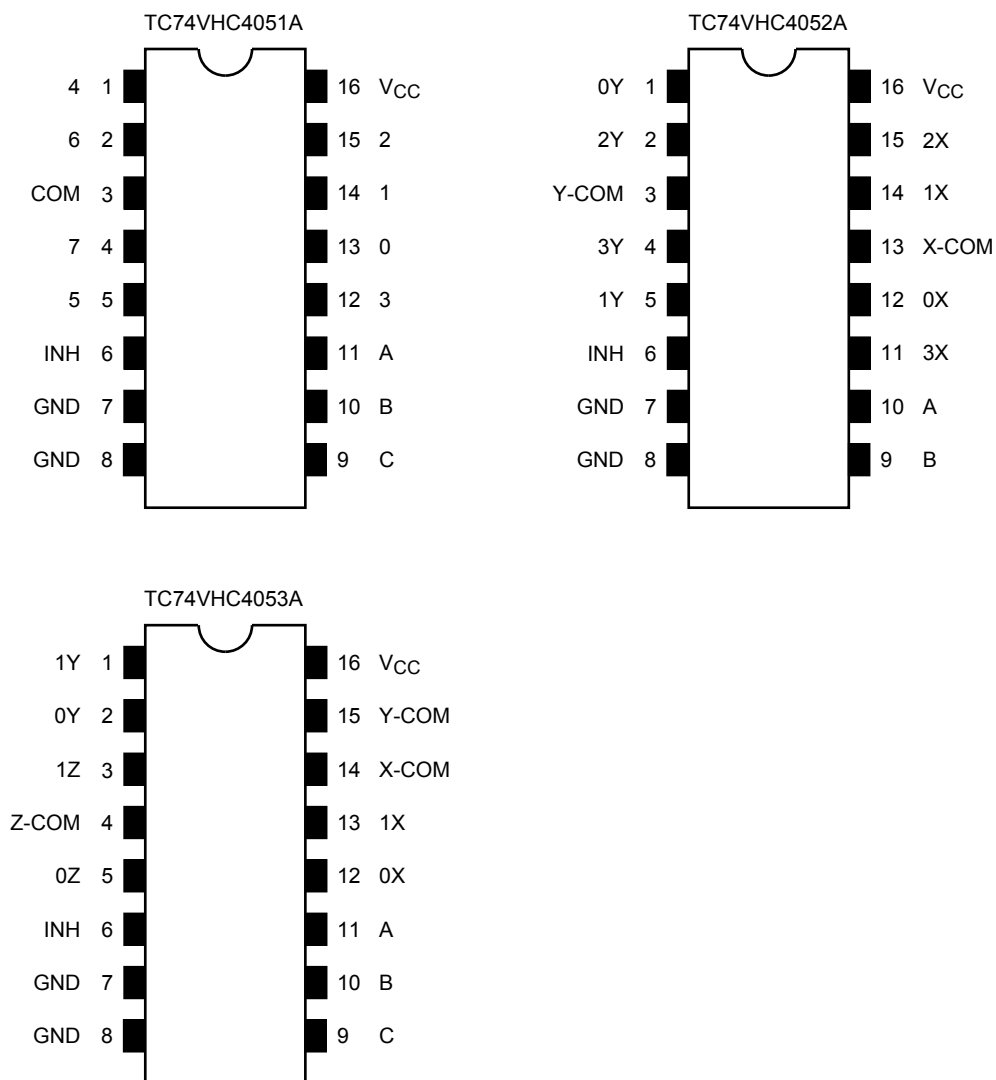 TC74VHC4051A
4 1 16 VCC
6 2 15 2
COM 3 14 1
7 4 13 0
5 5 12 3
INH 6 11 A
GND 7 10 B
GND 8 9 C
TC74VHC4052A
0Y 1 16 VCC
2Y 2 15 2X
Y-COM 3 14 1X
3Y 4 13 X-COM
1Y 5 12 0X
INH 6 11 3X
GND 7 10 A
GND 8 9 B
TC74VHC4053A
1Y 1 16 VCC
0Y 2 15 Y-COM
1Z 3 14 X-COM
Z-COM 4 13 1X
0Z 5 12 0X
INH 6 11 A
GND 7 10 B
GND 8 9 C